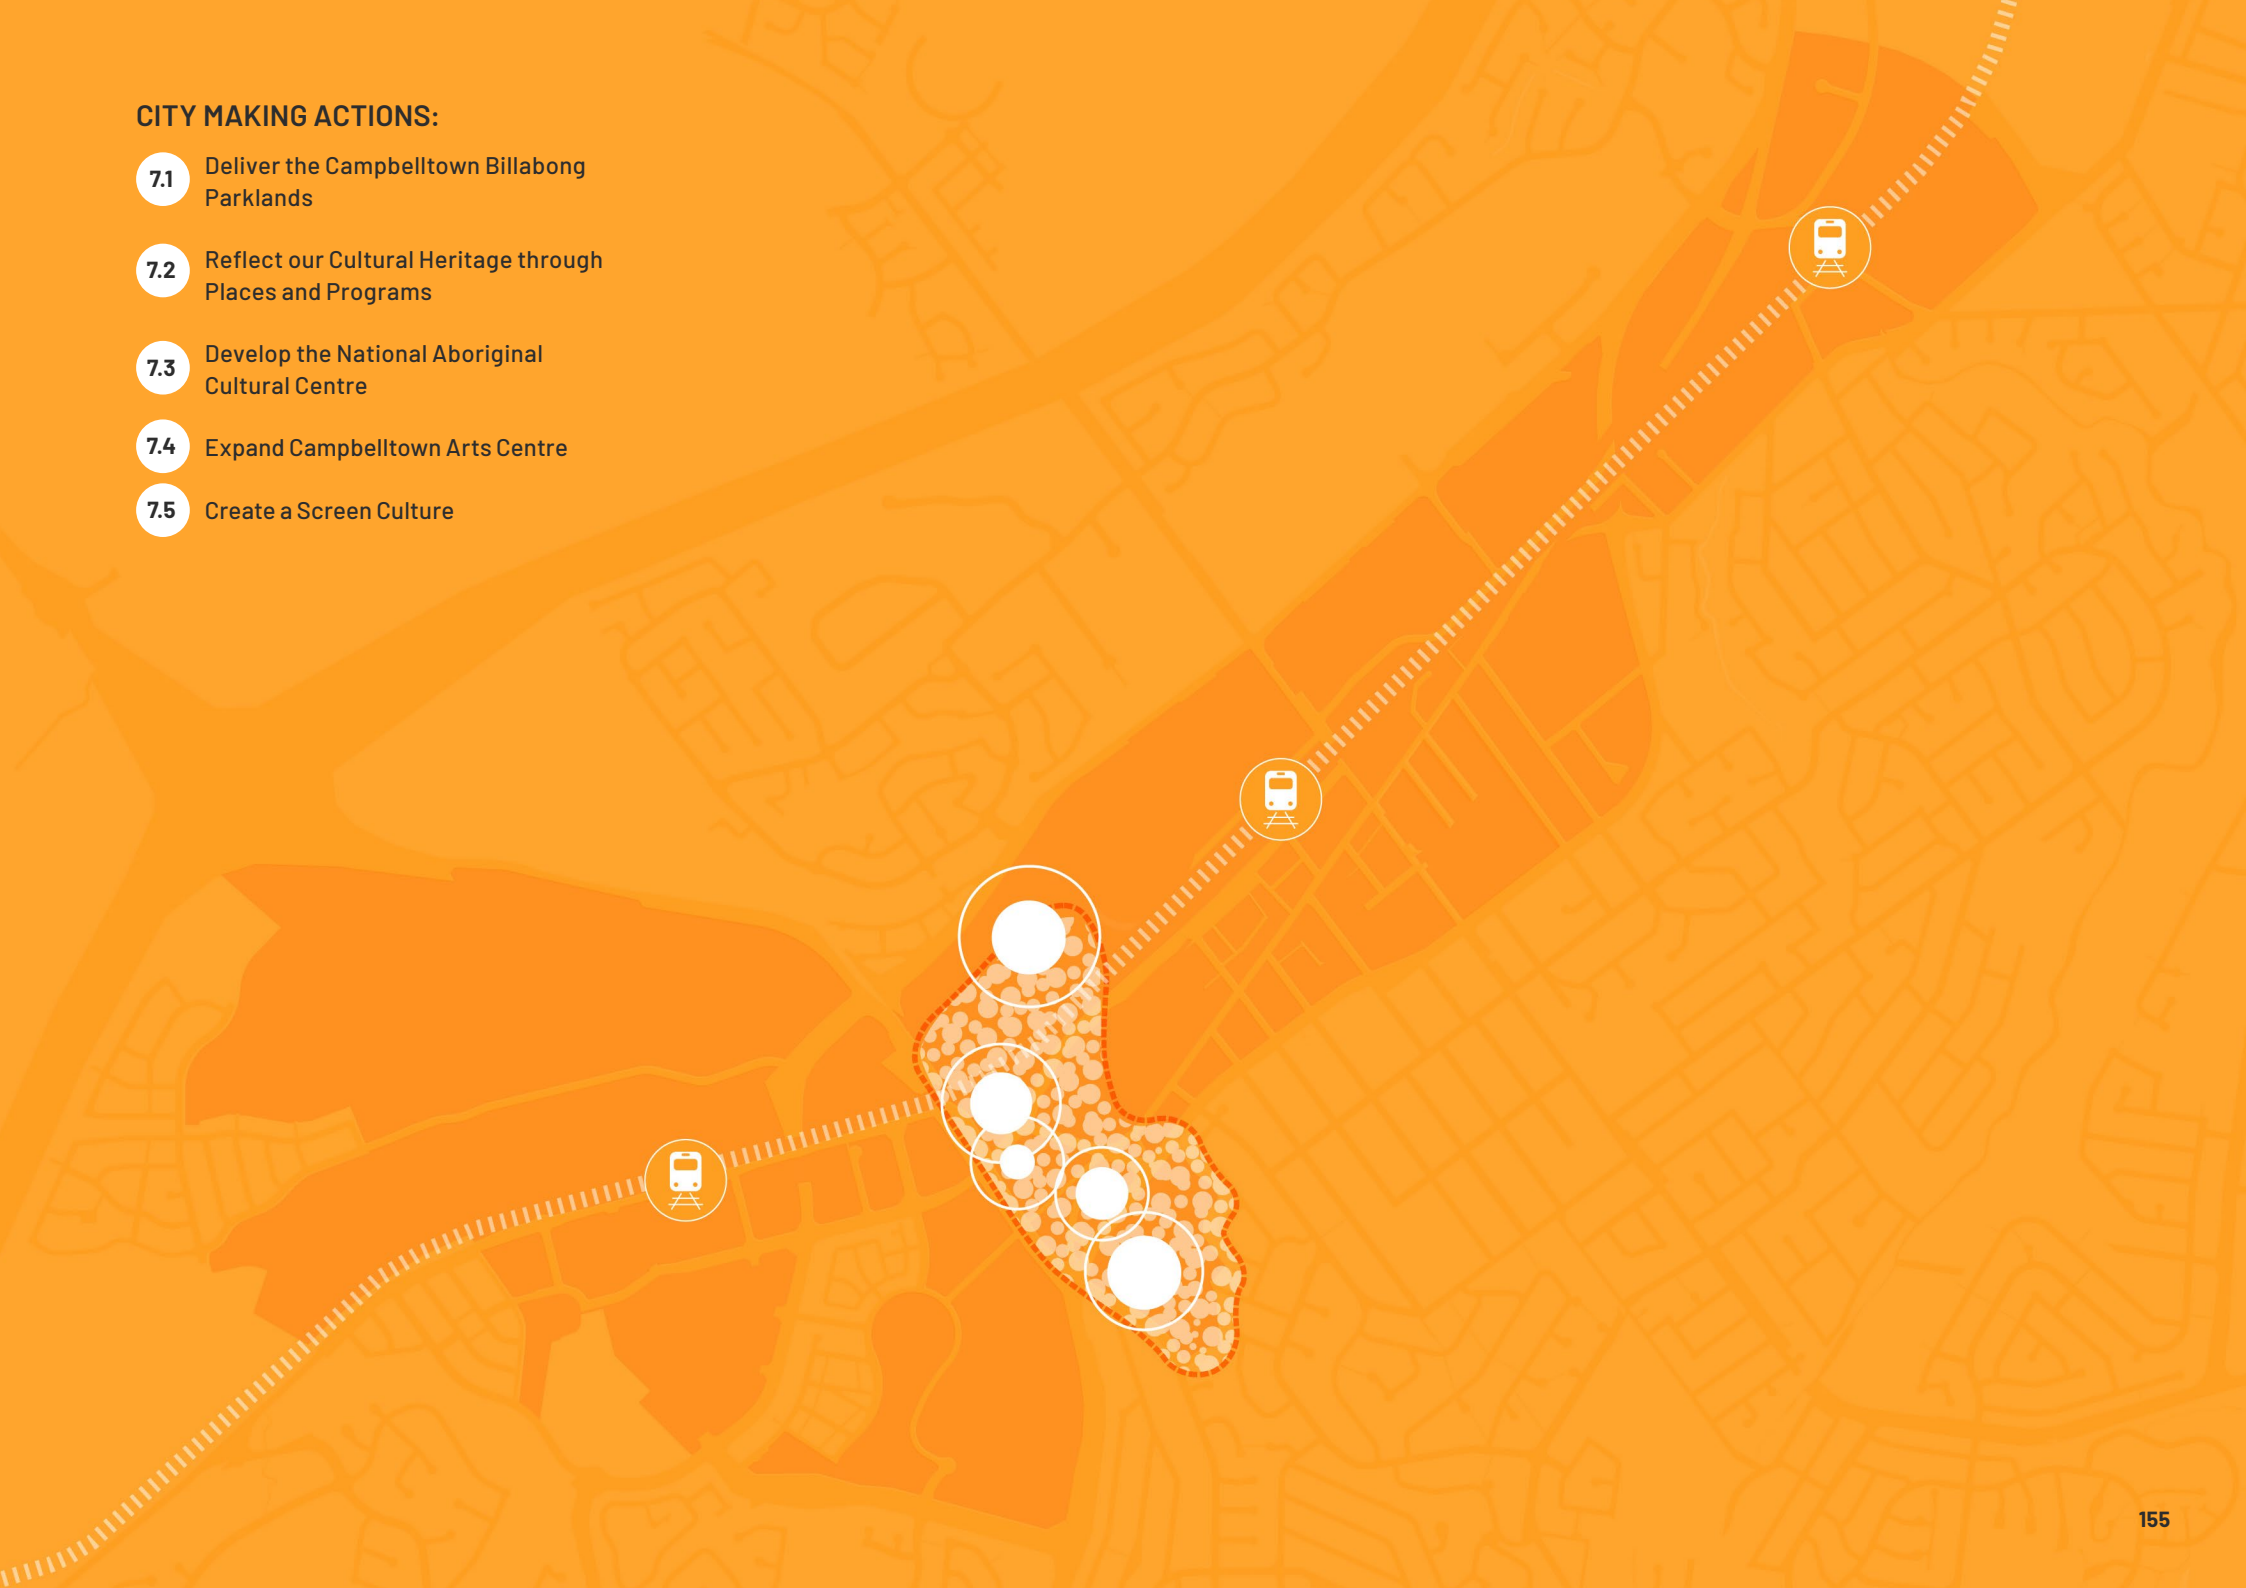 CITY MAKING ACTIONS:
7.1
Deliver the Campbelltown Billabong
Parklands
7.2
Reflect our Cultural Heritage through
Places and Programs
7.3
Develop the National Aboriginal
Cultural Centre
7.4
Expand Campbelltown Arts Centre
7.5
Create a Screen Culture
155